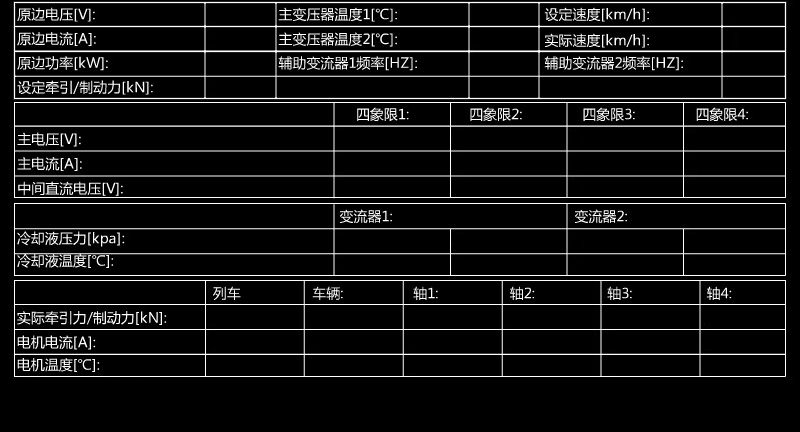 原边电压[V]: 主变压器温度1[℃]: 设定速度[km/h]:
原边电流[A]: 主变压器温度2[℃]: 实际速度[km/h]:
原边功率[kW]: 辅助变流器1频率[HZ]: 辅助变流器2频率[HZ]:
设定牵引/制动力[kN]:
四象限1: 四象限2: 四象限3: 四象限4:
主电压[V]:
主电流[A]:
中间直流电压[V]:
变流器1: 变流器2:
冷却液压力[kpa]:
冷却液温度[℃]:
列车 车辆: 轴1: 轴2: 轴3: 轴4:
实际牵引力/制动力[kN]:
电机电流[A]:
电机温度[℃]: